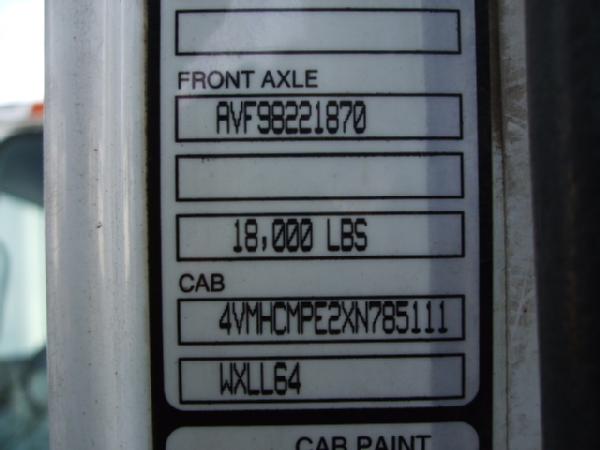 FRONT AXLE
AVF98221870
18,000 LBS
CAB
4VMHCMPE2XN785111
WXLL64
CAB PAINT